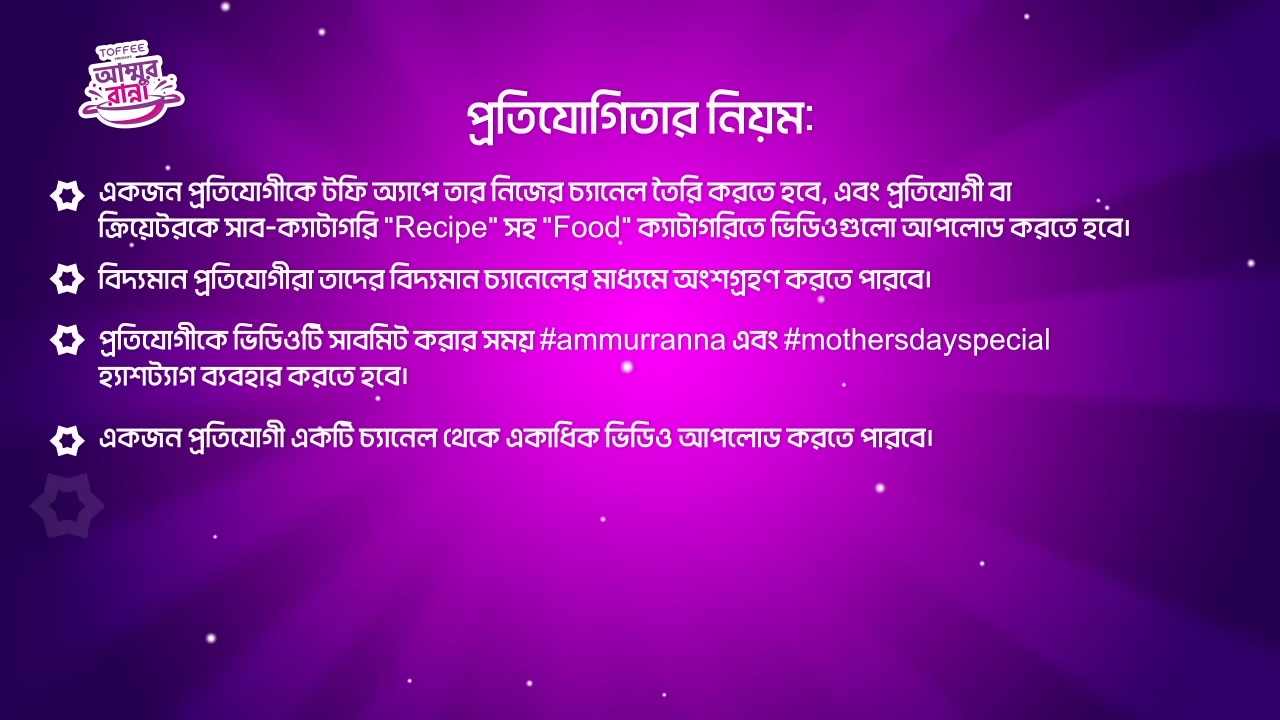 TOFFEE
PRESENTS
আম্মুর
রান্না
প্রতিযোগিতার নিয়ম:
একজন প্রতিযোগীকে টফি অ্যাপে তার নিজের চ্যানেল তৈরি করতে হবে, এবং প্রতিযোগী বা
ক্রিয়েটরকে সাব-ক্যাটাগরি "Recipe" সহ "Food" ক্যাটাগরিতে ভিডিওগুলো আপলোড করতে হবে।
বিদ্যমান প্রতিযোগীরা তাদের বিদ্যমান চ্যানেলের মাধ্যমে অংশগ্রহণ করতে পারবে।
প্রতিযোগীকে ভিডিওটি সাবমিট করার সময় #ammurranna এবং #mothersdayspecial
হ্যাশট্যাগ ব্যবহার করতে হবে।
একজন প্রতিযোগী একটি চ্যানেল থেকে একাধিক ভিডিও আপলোড করতে পারবে।